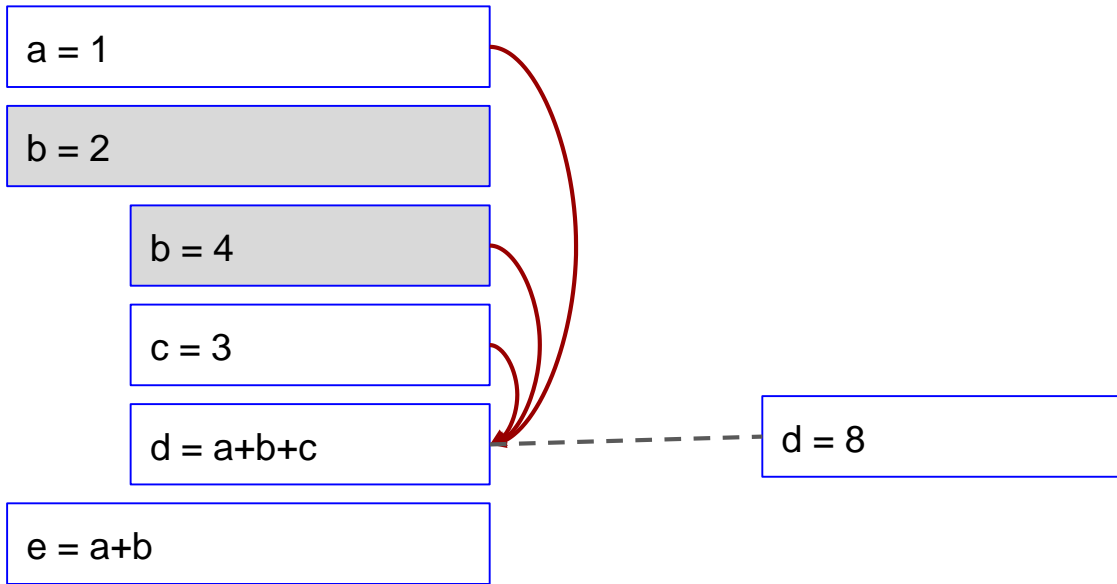 a = 1
b = 2
b = 4
c = 3
d = a+b+c
d = 8
e = a+b